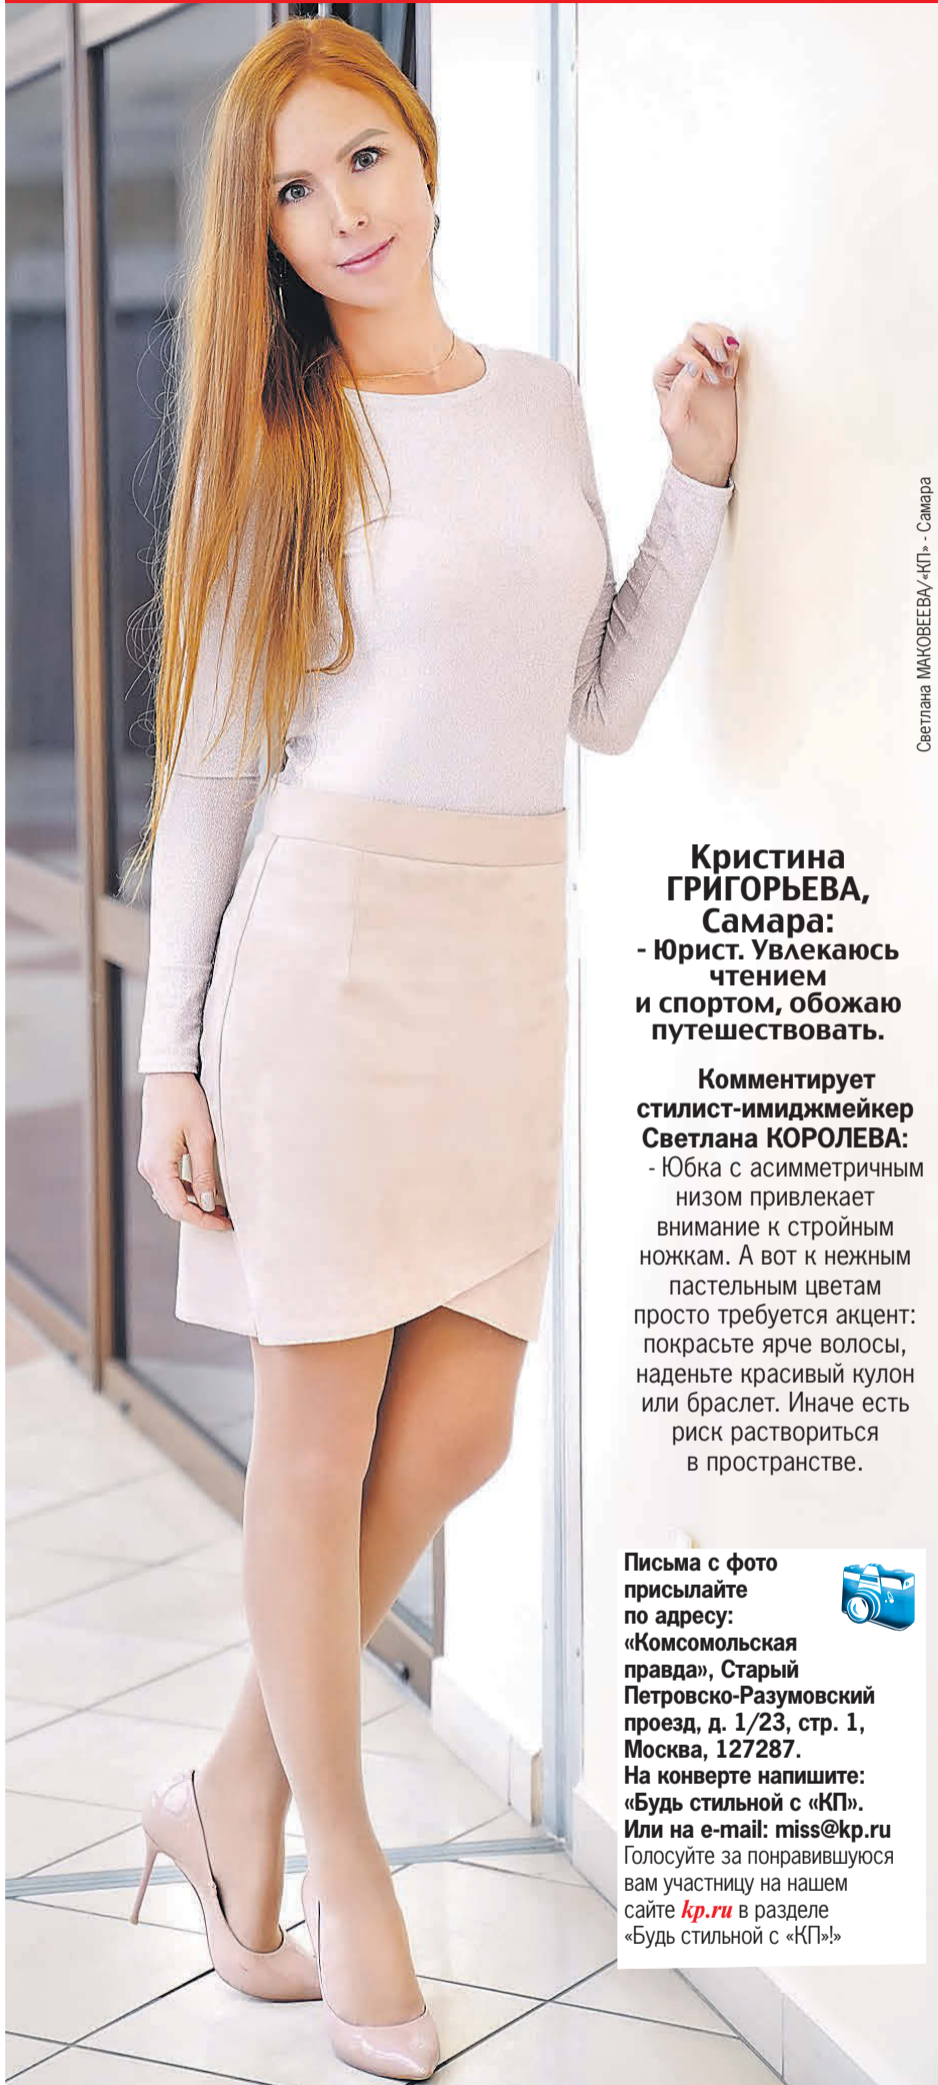 Светлана МАКОВЕЕВА/«КП» - Самара
Кристина
ГРИГОРЬЕВА,
Самара:
- Юрист. Увлекаюсь
чтением
и спортом, обожаю
путешествовать.
Комментирует
стилист-имиджмейкер
Светлана КОРОЛЕВА:
- Юбка с асимметричным
низом привлекает
внимание к стройным
ножкам. А вот к нежным
пастельным цветам
просто требуется акцент:
покрасьте ярче волосы,
наденьте красивый кулон
или браслет. Иначе есть
риск раствориться
в пространстве.
Письма с фото
присылайте
по адресу:
«Комсомольская
правда», Старый
Петровско-Разумовский
проезд, д. 1/23, стр. 1,
Москва, 127287.
На конверте напишите:
«Будь стильной с «КП».
Или на e-mail: miss@kp.ru
Голосуйте за понравившуюся
вам участницу на нашем
сайте kp.ru в разделе
«Будь стильной с «КП»!»